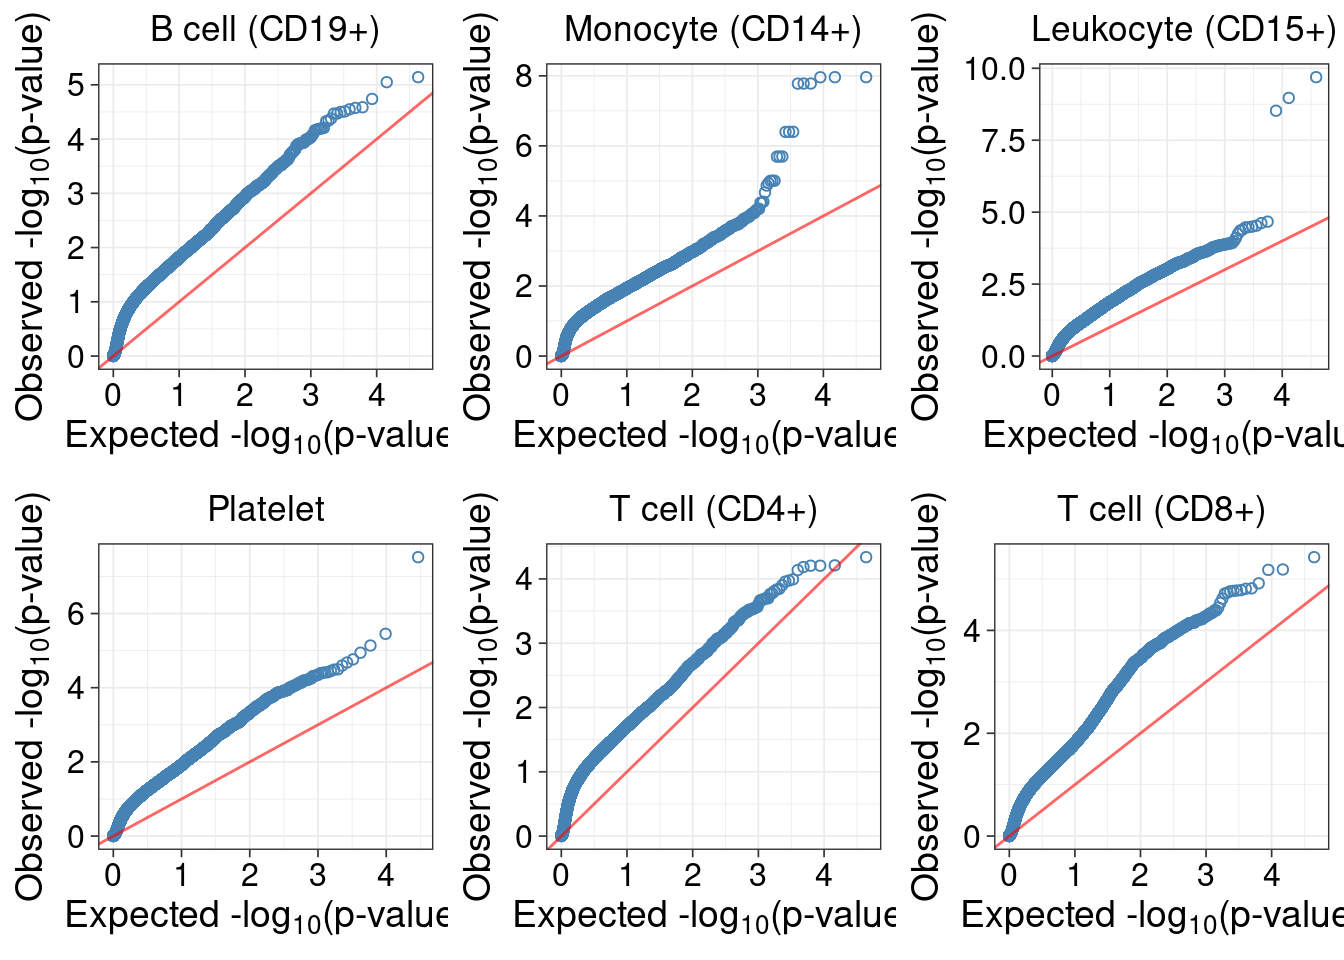 B cell (CD19+)
Observed -log10(p-value)
5
4
3
2
1
0
0 1 2 3 4
Expected -log10(p-value
Monocyte (CD14+)
Observed -log10(p-value)
8
6
4
2
0
0 1 2 3 4
Expected -log10(p-value
Leukocyte (CD15+)
Observed -log10(p-value)
10.0
7.5
5.0
2.5
0.0
0 1 2 3 4
Expected -log10(p-valu
Platelet
Observed -log10(p-value)
6
4
2
0
0 1 2 3 4
Expected -log10(p-value
T cell (CD4+)
Observed -log10(p-value)
4
3
2
1
0
0 1 2 3 4
Expected -log10(p-value
T cell (CD8+)
Observed -log10(p-value)
4
2
0
0 1 2 3 4
Expected -log10(p-valu